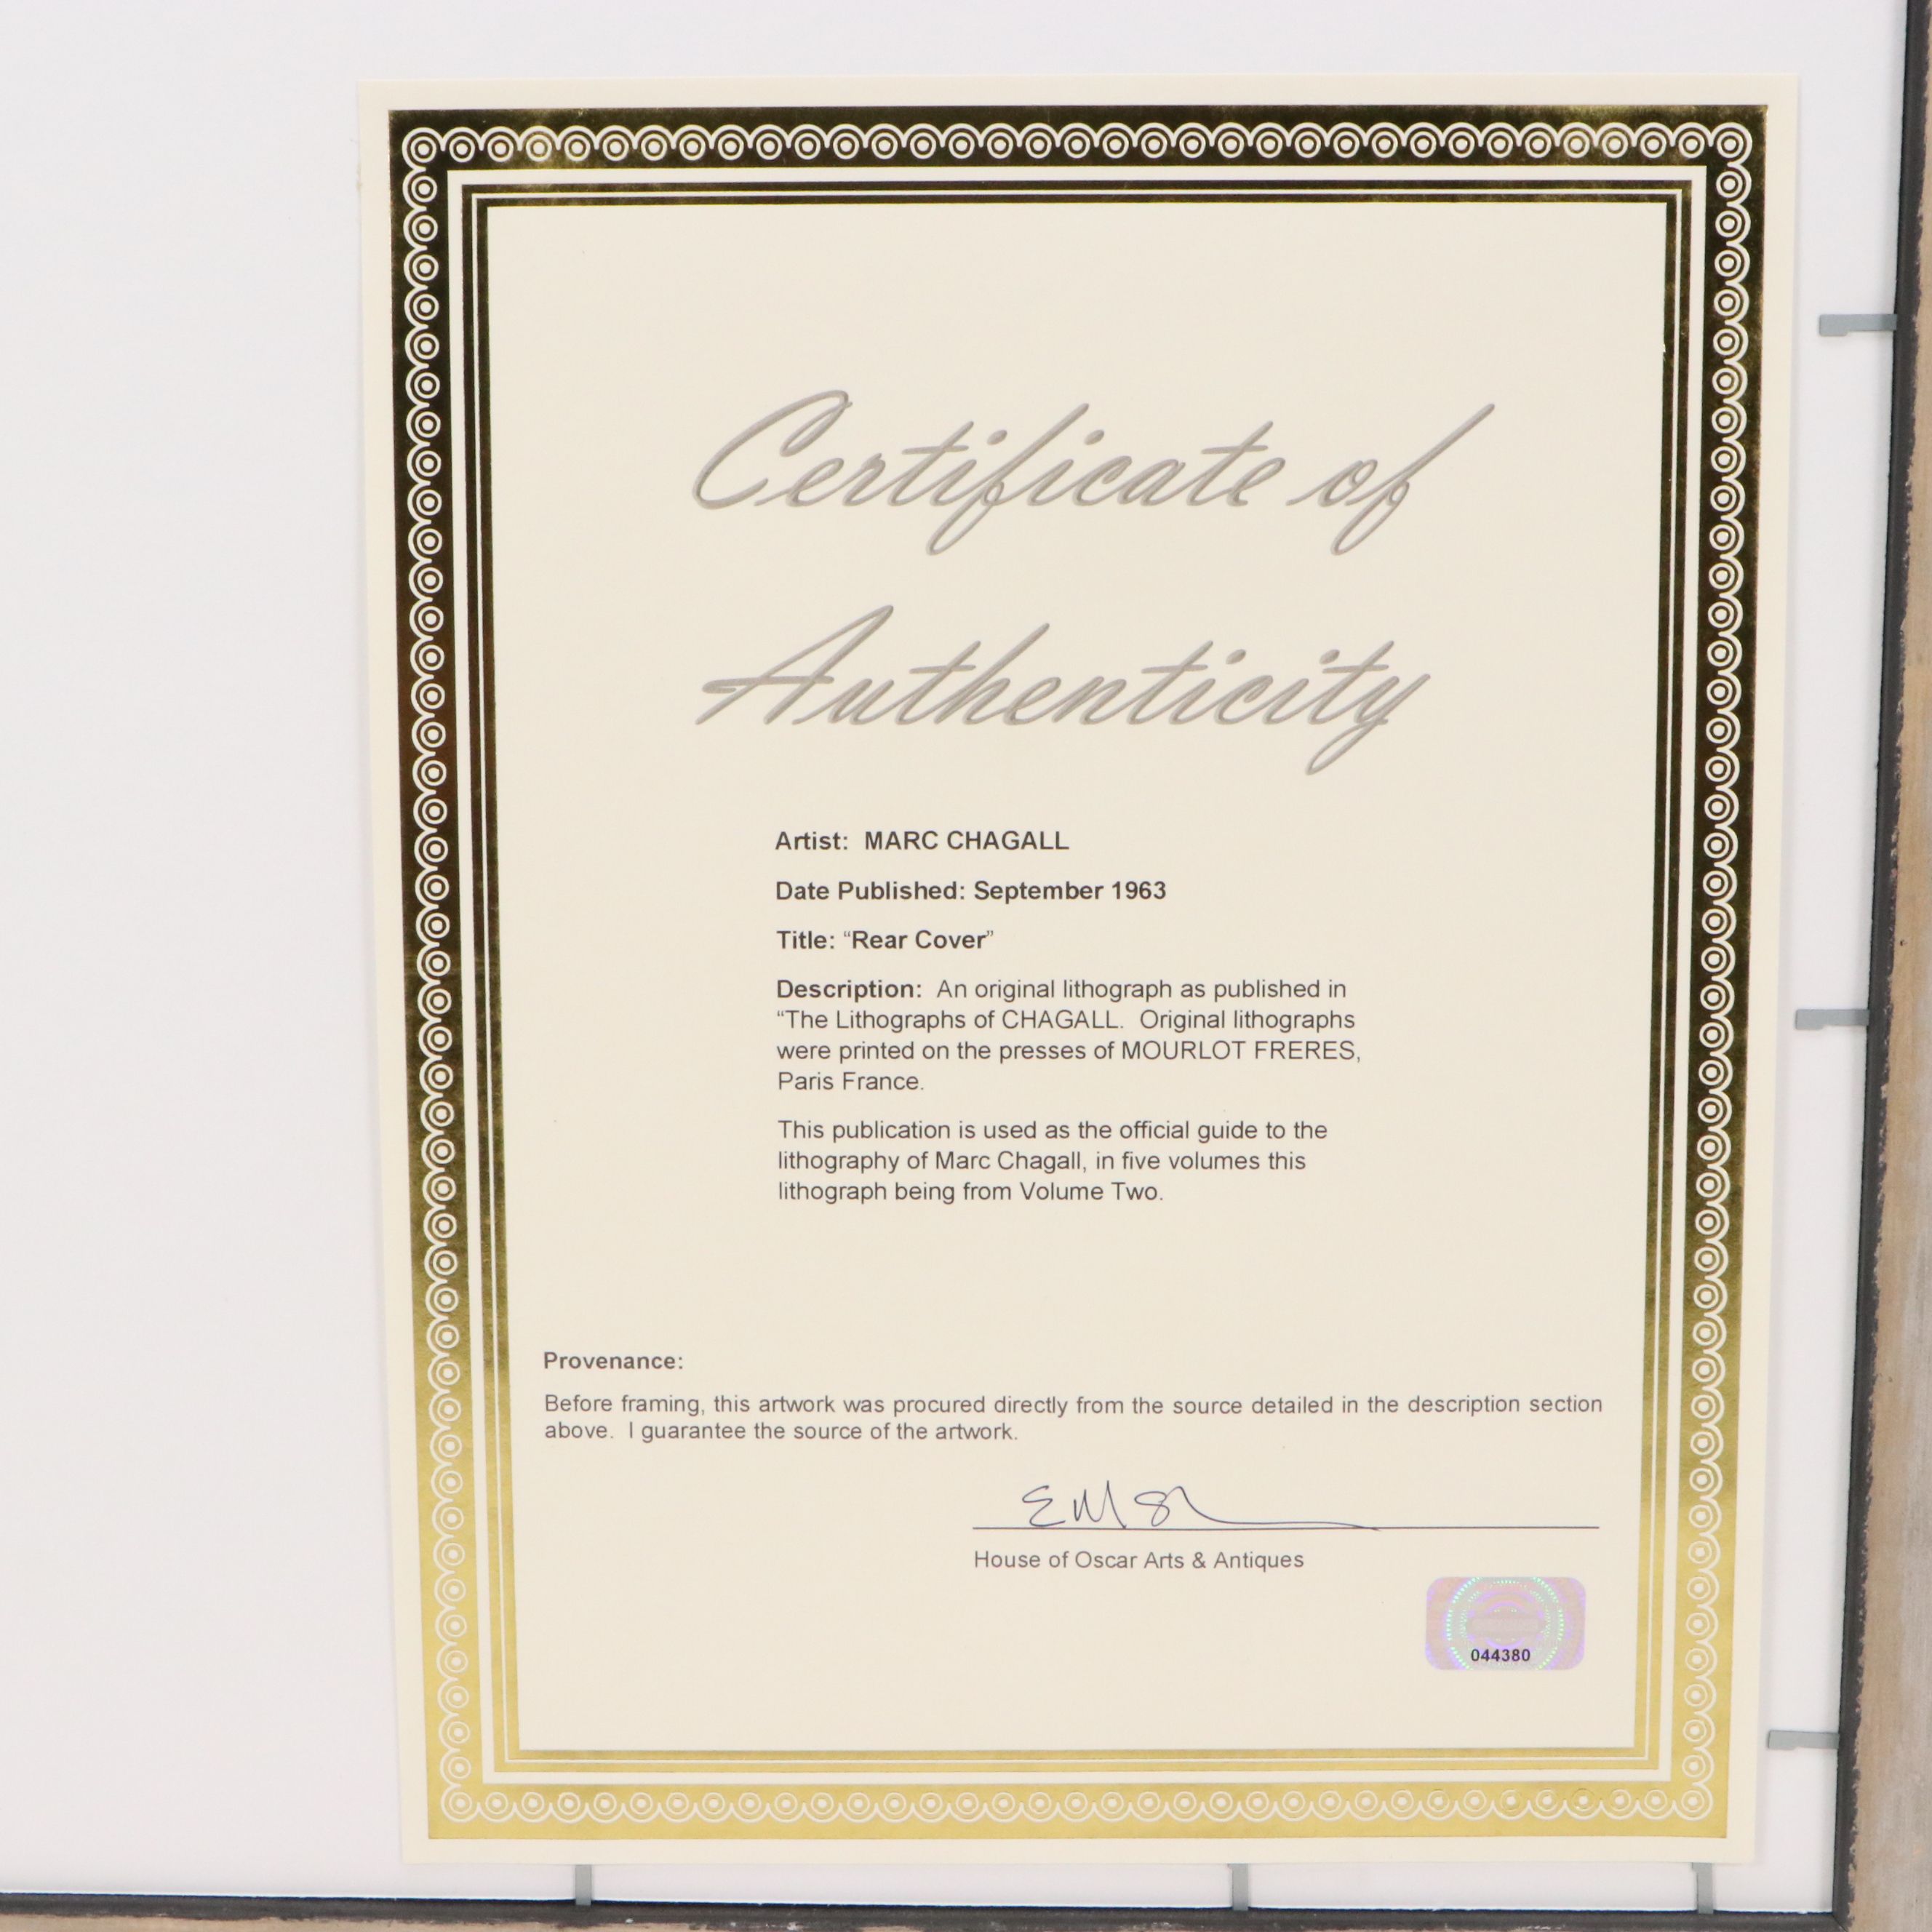 Certificate of
Authenticity
Artist:  MARC CHAGALL
Date Published: September 1963
Title: “Rear Cover”
Description:  An original lithograph as published in
“The Lithographs of CHAGALL.  Original lithographs
were printed on the presses of MOURLOT FRERES,
Paris France.
This publication is used as the official guide to the
lithography of Marc Chagall, in five volumes this
lithograph being from Volume Two.
Provenance:
Before framing, this artwork was procured directly from the source detailed in the description section
above.  I guarantee the source of the artwork.
House of Oscar Arts & Antiques
044380